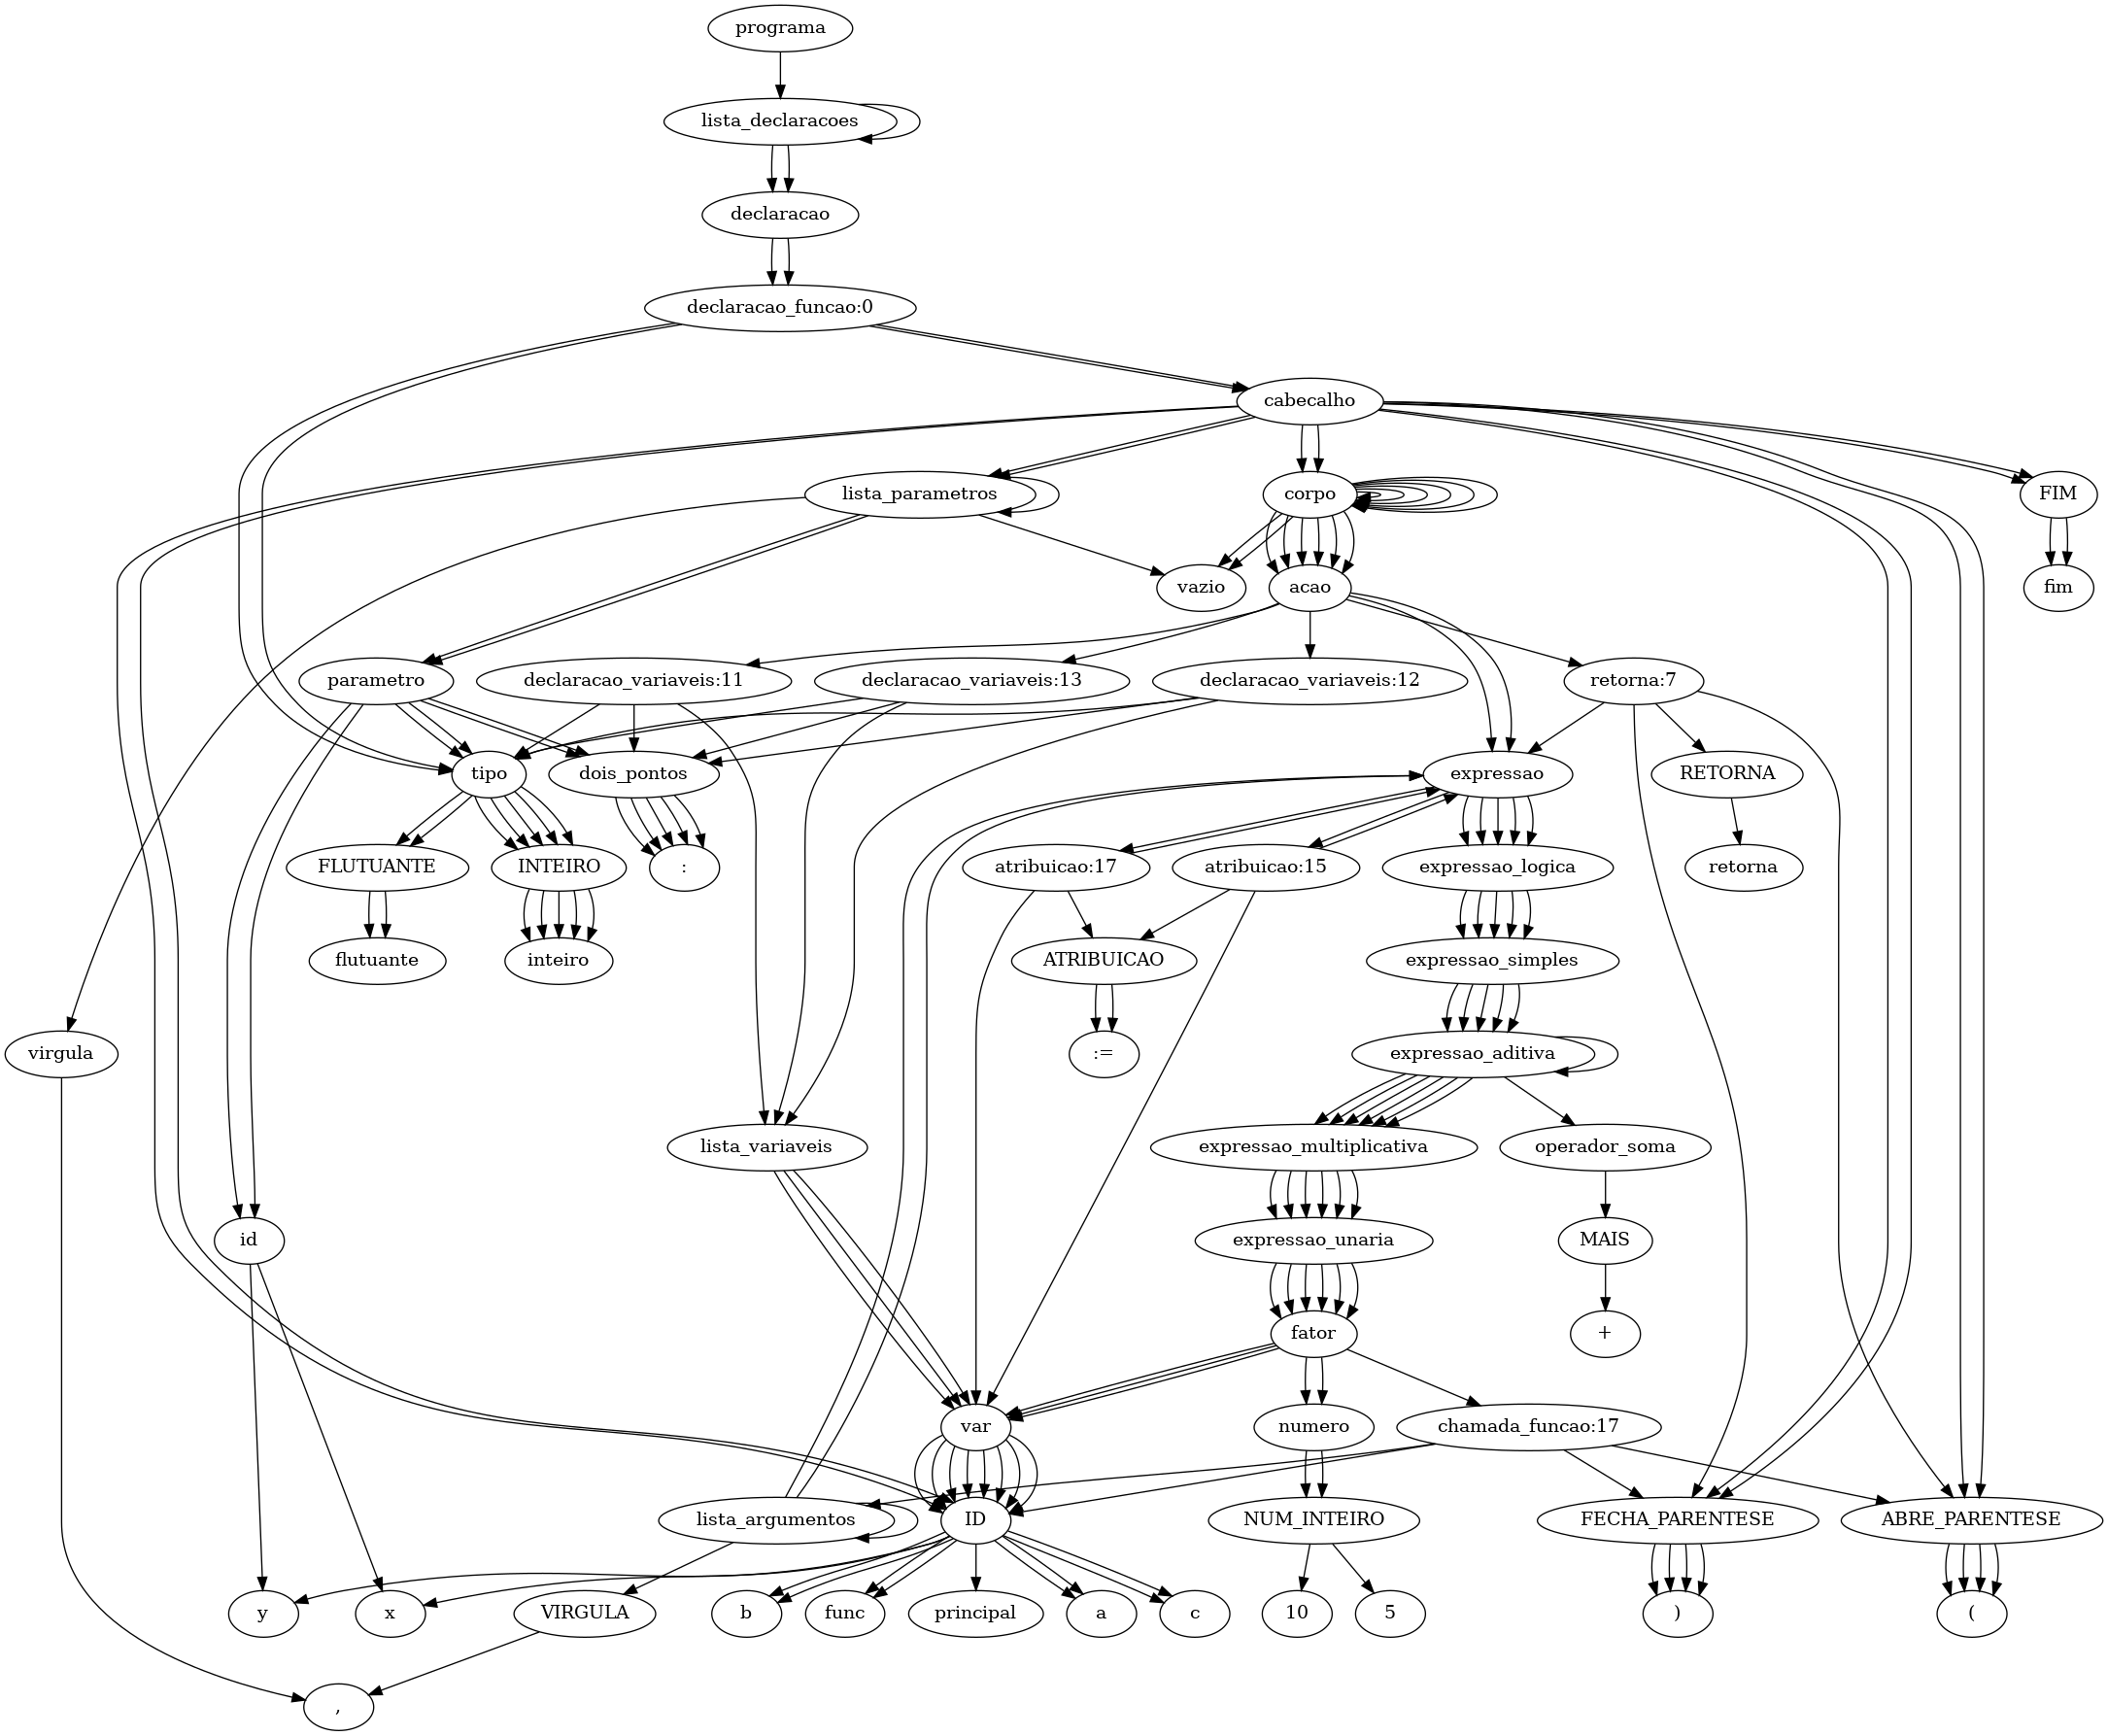 programa
lista_declaracoes
declaracao
declaracao_funcao:0
cabecalho
lista_parametros
corpo
FIM
vazio
acao
fim
parametro
declaracao_variaveis:11
declaracao_variaveis:13
declaracao_variaveis:12
retorna:7
tipo
dois_pontos
expressao
RETORNA
FLUTUANTE
INTEIRO
:
atribuicao:17
atribuicao:15
expressao_logica
retorna
flutuante
inteiro
ATRIBUICAO
expressao_simples
virgula
:=
expressao_aditiva
lista_variaveis
expressao_multiplicativa
operador_soma
id
expressao_unaria
MAIS
fator
+
var
numero
chamada_funcao:17
lista_argumentos
ID
NUM_INTEIRO
FECHA_PARENTESE
ABRE_PARENTESE
y
x
VIRGULA
b
func
principal
a
c
10
5
)
(
,